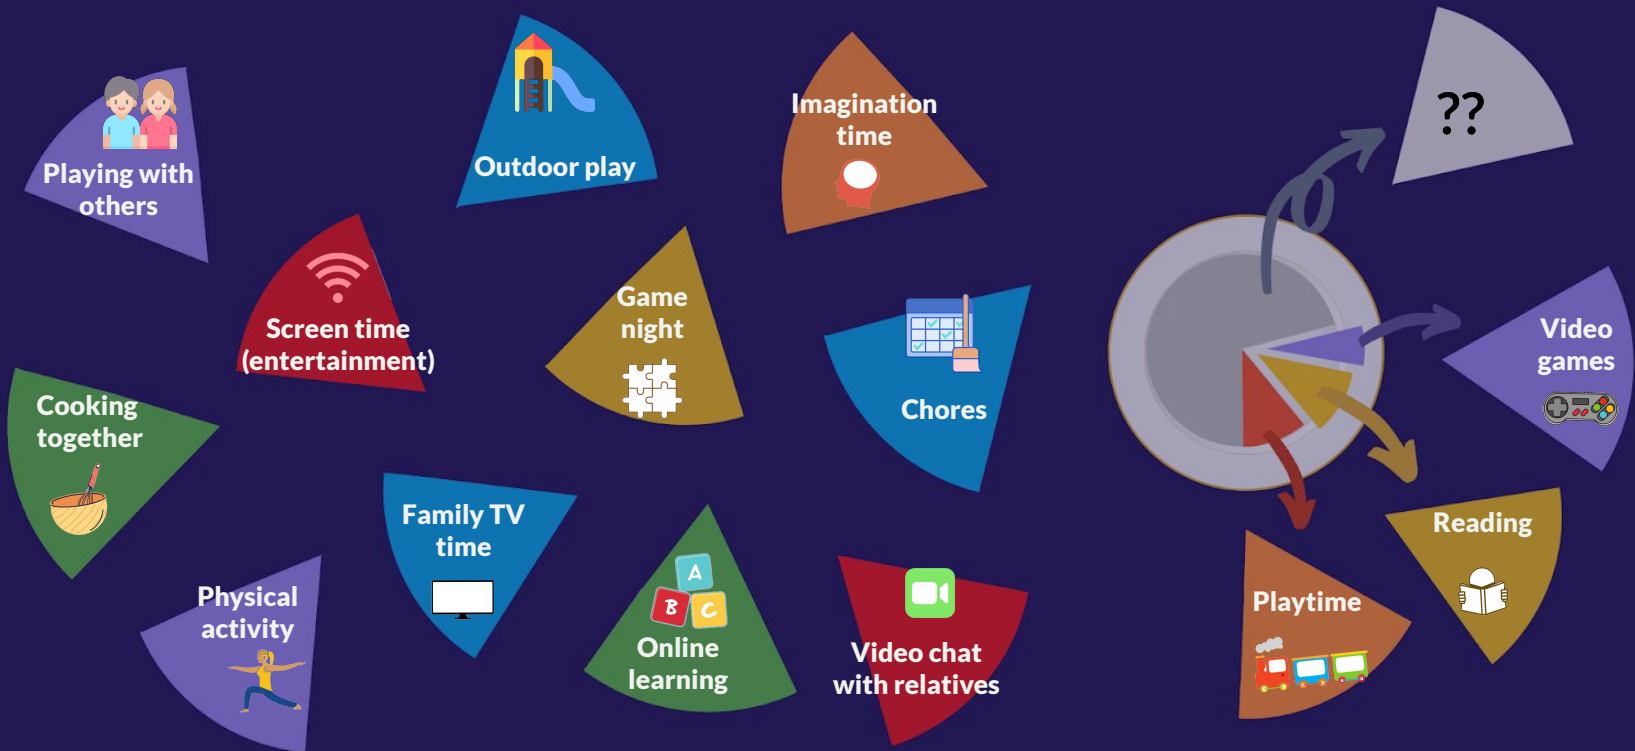 Playing with
others
Outdoor play
Imagination
time
??
Screen time
(entertainment)
Game
night
Chores
Video
games
Cooking
together
Family TV
time
Reading
Physical
activity
A
B C
Online
learning
Video chat
with relatives
Playtime